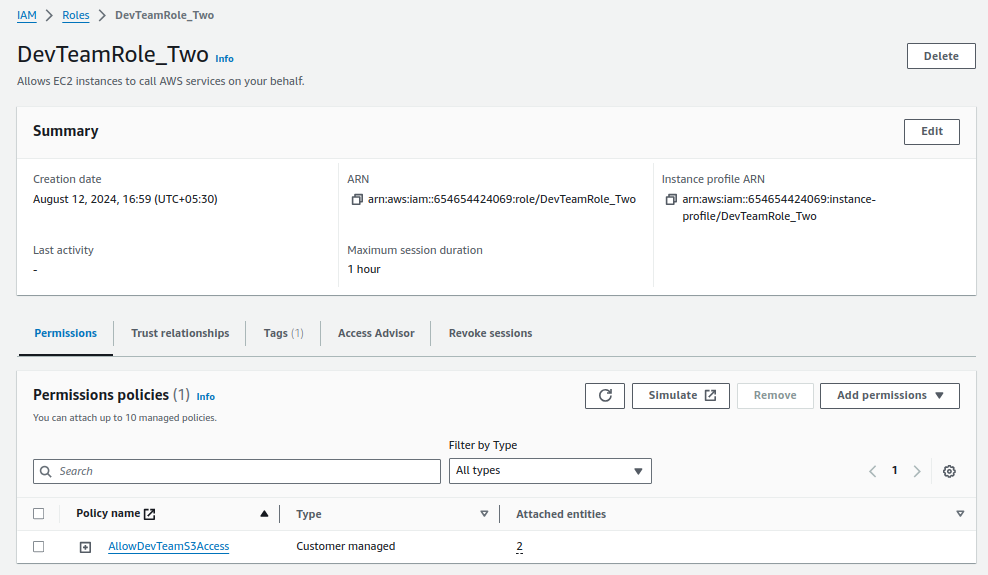 IAM > Roles > DevTeamRole_Two
DevTeamRole_Two Info
Delete
Allows EC2 instances to call AWS services on your behalf.
Summary
Edit
Creation date
August 12, 2024, 16:59 (UTC+05:30)
ARN
arn:aws:iam::654654424069:role/DevTeamRole_Two
Instance profile ARN
arn:aws:iam::654654424069:instance-
profile/DevTeamRole_Two
Last activity
-
Maximum session duration
1 hour
Permissions
Trust relationships
Tags (1)
Access Advisor
Revoke sessions
Permissions policies (1) Info
Simulate
Remove
Add permissions
You can attach up to 10 managed policies.
Filter by Type
Search
All types
1
Policy name
Type
Attached entities
AllowDevTeamS3Access
Customer managed
2